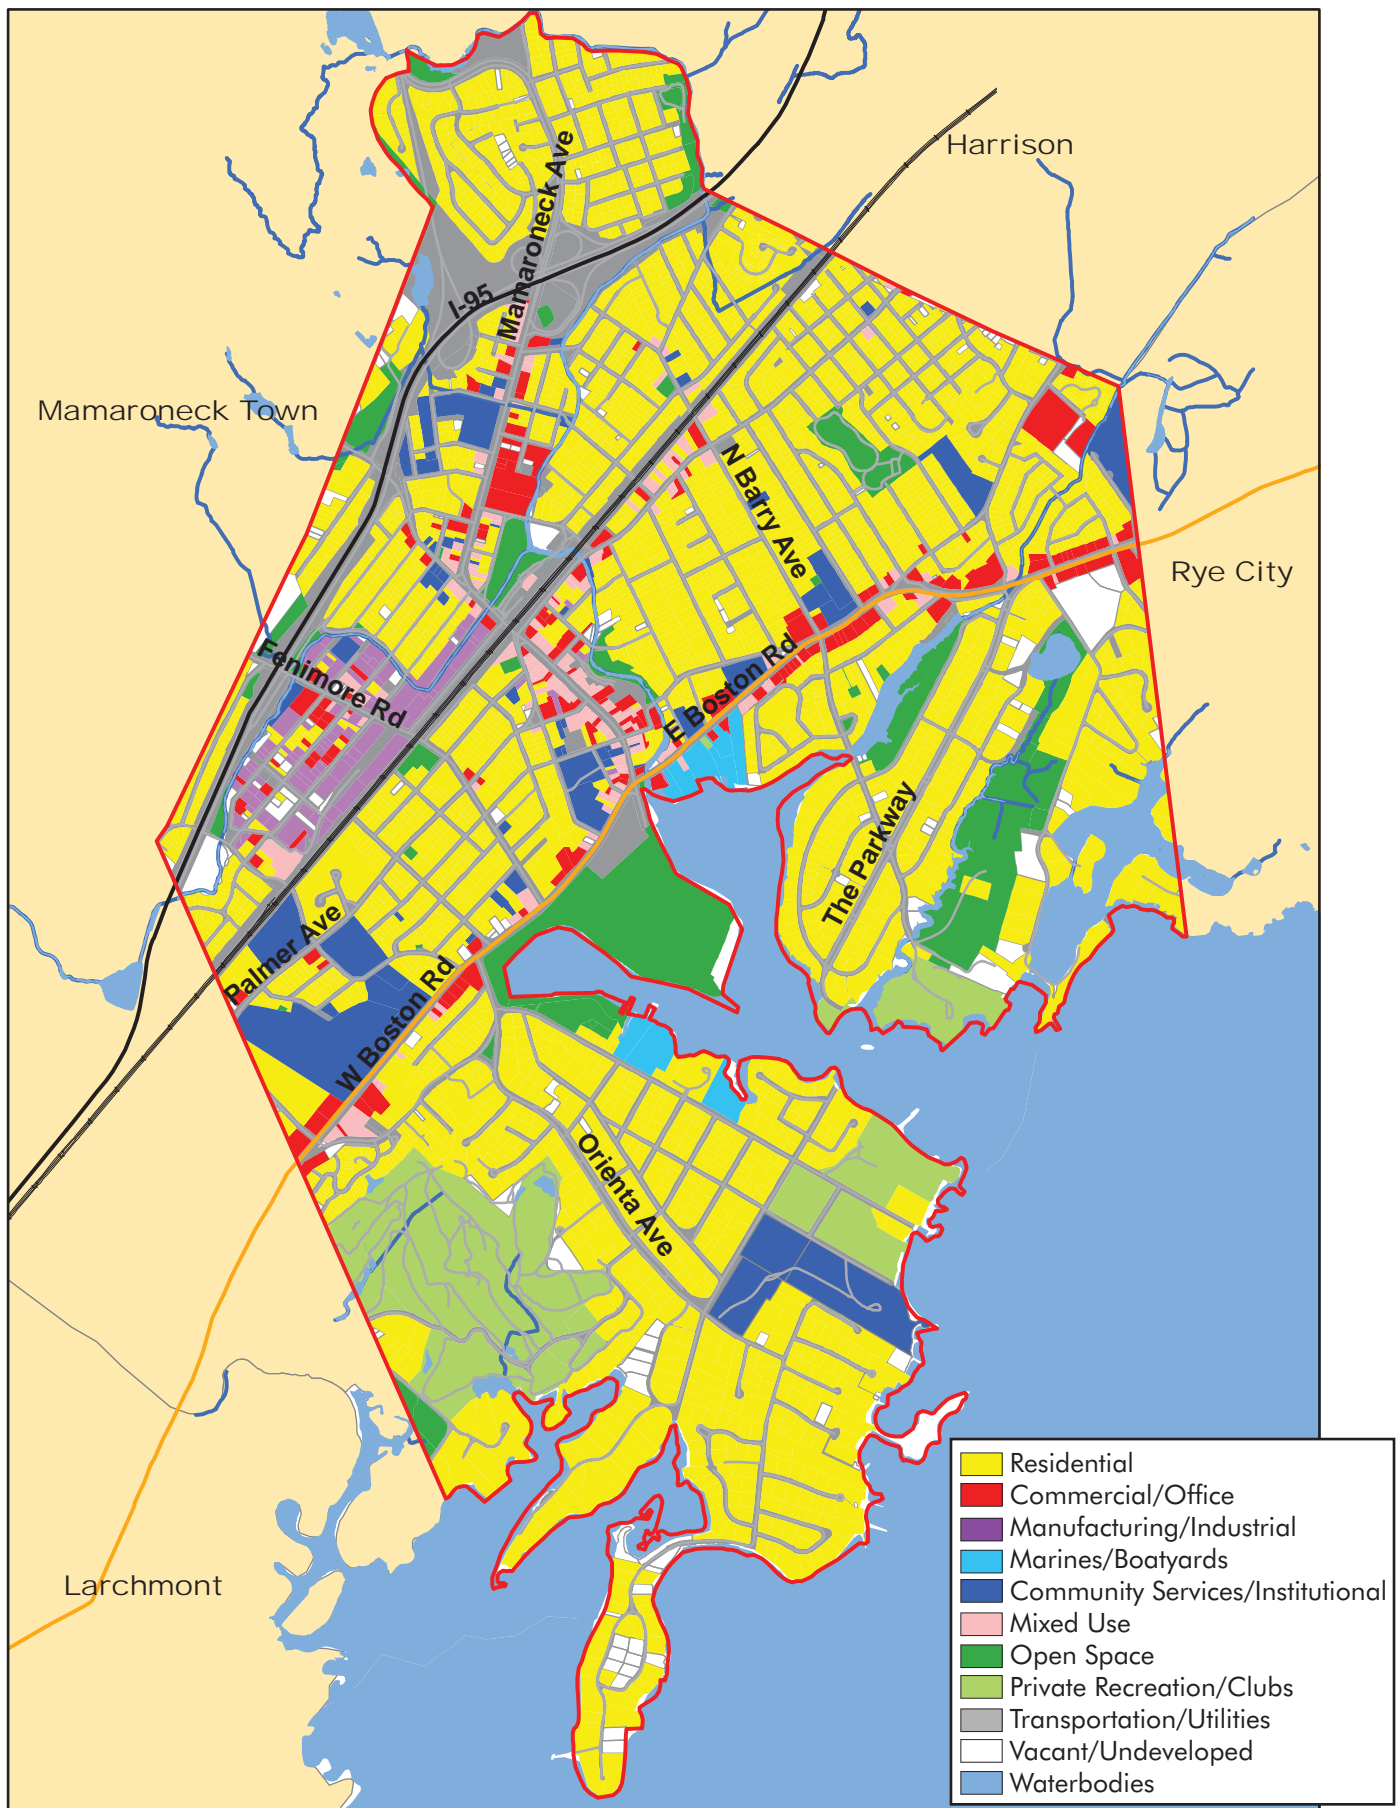 Harrison
Mamaroneck Ave
I-95
Mamaroneck Ave
Mamaroneck Town
N Barry Ave
Rye City
Fenimore Rd
E Boston Rd
The Parkway
Palmer Ave
W Boston Rd
Orienta Ave
Larchmont
Residential
Commercial/Office
Manufacturing/Industrial
Marines/Boatyards
Community Services/Institutional
Mixed Use
Open Space
Private Recreation/Clubs
Transportation/Utilities
Vacant/Undeveloped
Waterbodies